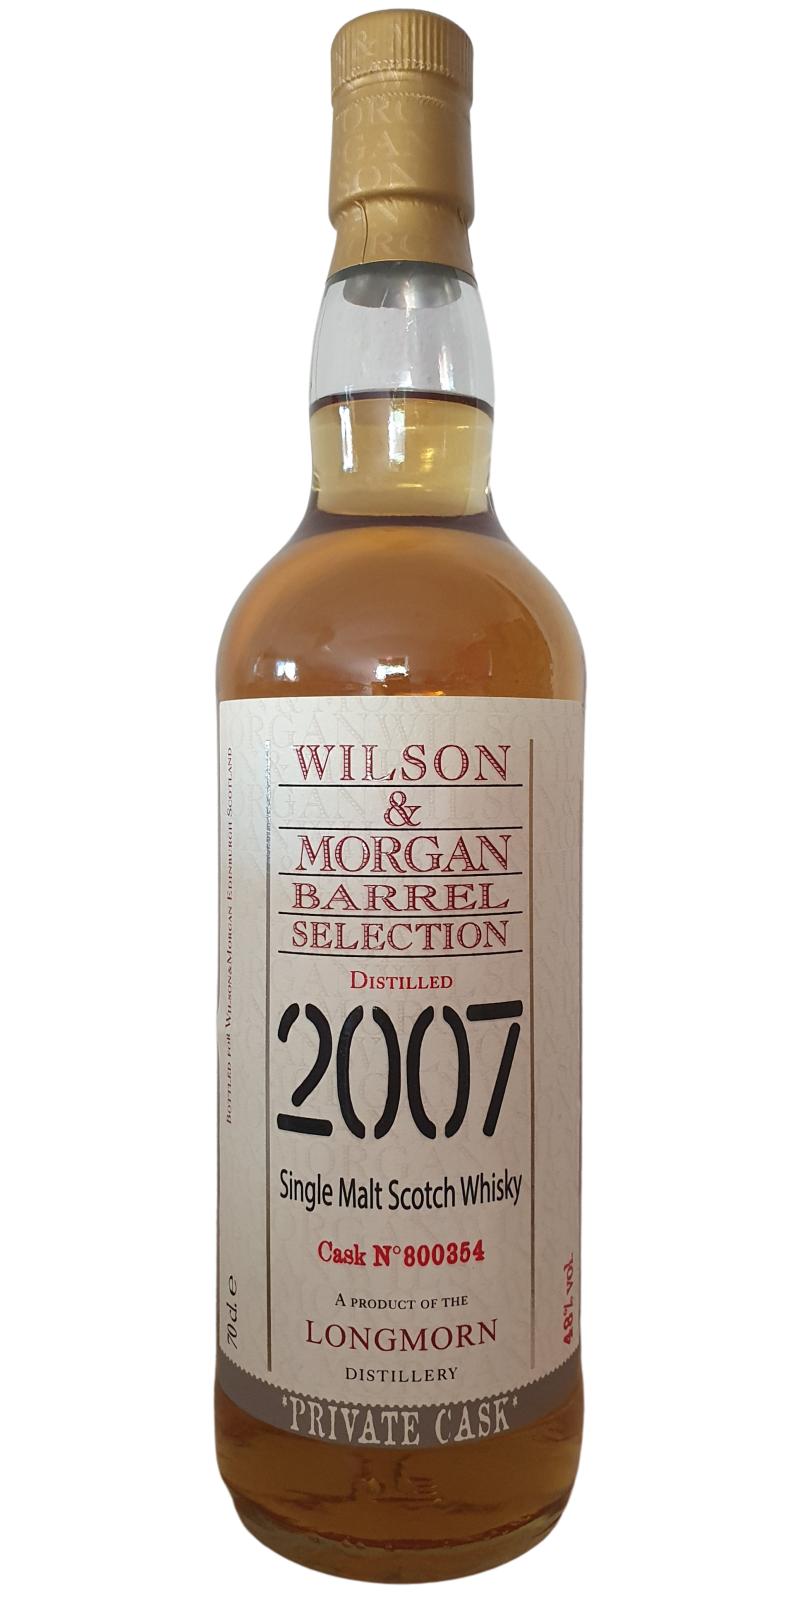 WILSON
&
MORGAN
BARREL
SELECTION
DISTILLED
2007
Single Malt Scotch Whisky
Cask N°800354
A PRODUCT OF THE
LONGMORN
DISTILLERY
"PRIVATE CASK"
BOTTLED FOR WILSON&MORGAN EDINBURGH SCOTLAND
70cl. e
48% vol.